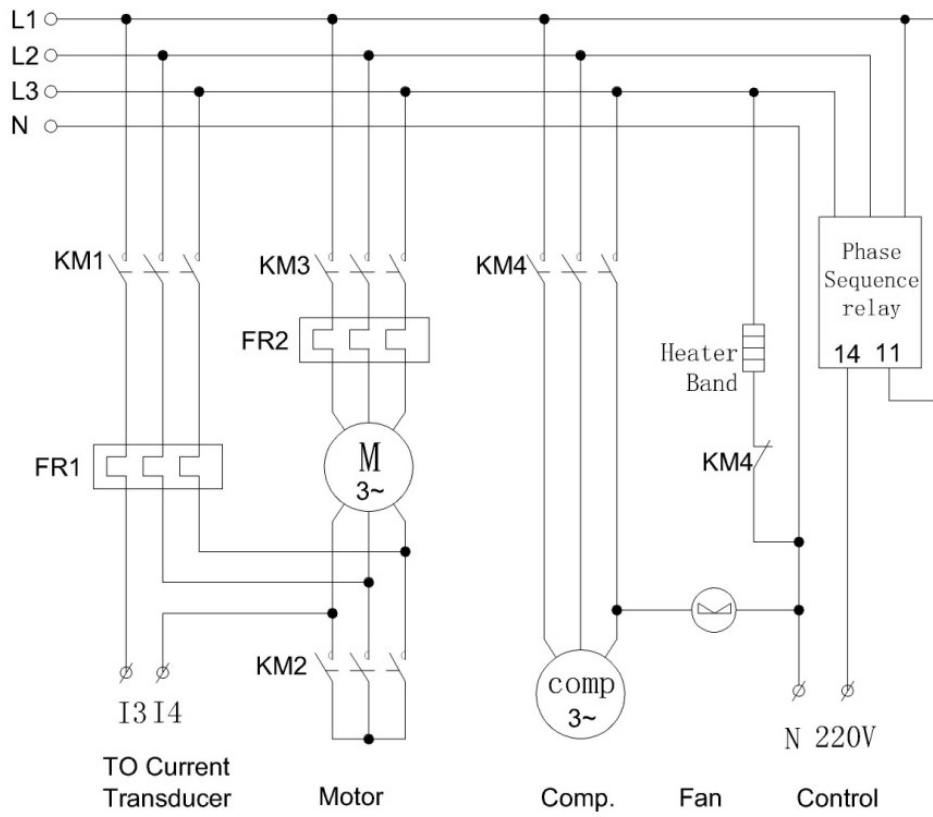 L1
L2
L3
N
KM1
KM3
KM4
Phase
Sequence
relay
14 11
FR2
Heater
Band
FR1
M
3~
KM4
KM2
comp
3~
I3 I4
N 220V
TO Current
Transducer
Motor
Comp.
Fan
Control